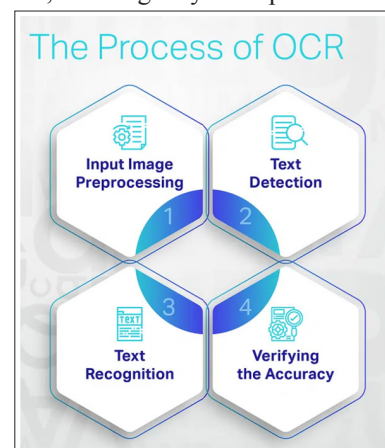 The Process of OCR
Input Image
Preprocessing
1
Text
Detection
2
3
TEXT
Text
Recognition
4
Verifying
the Accuracy